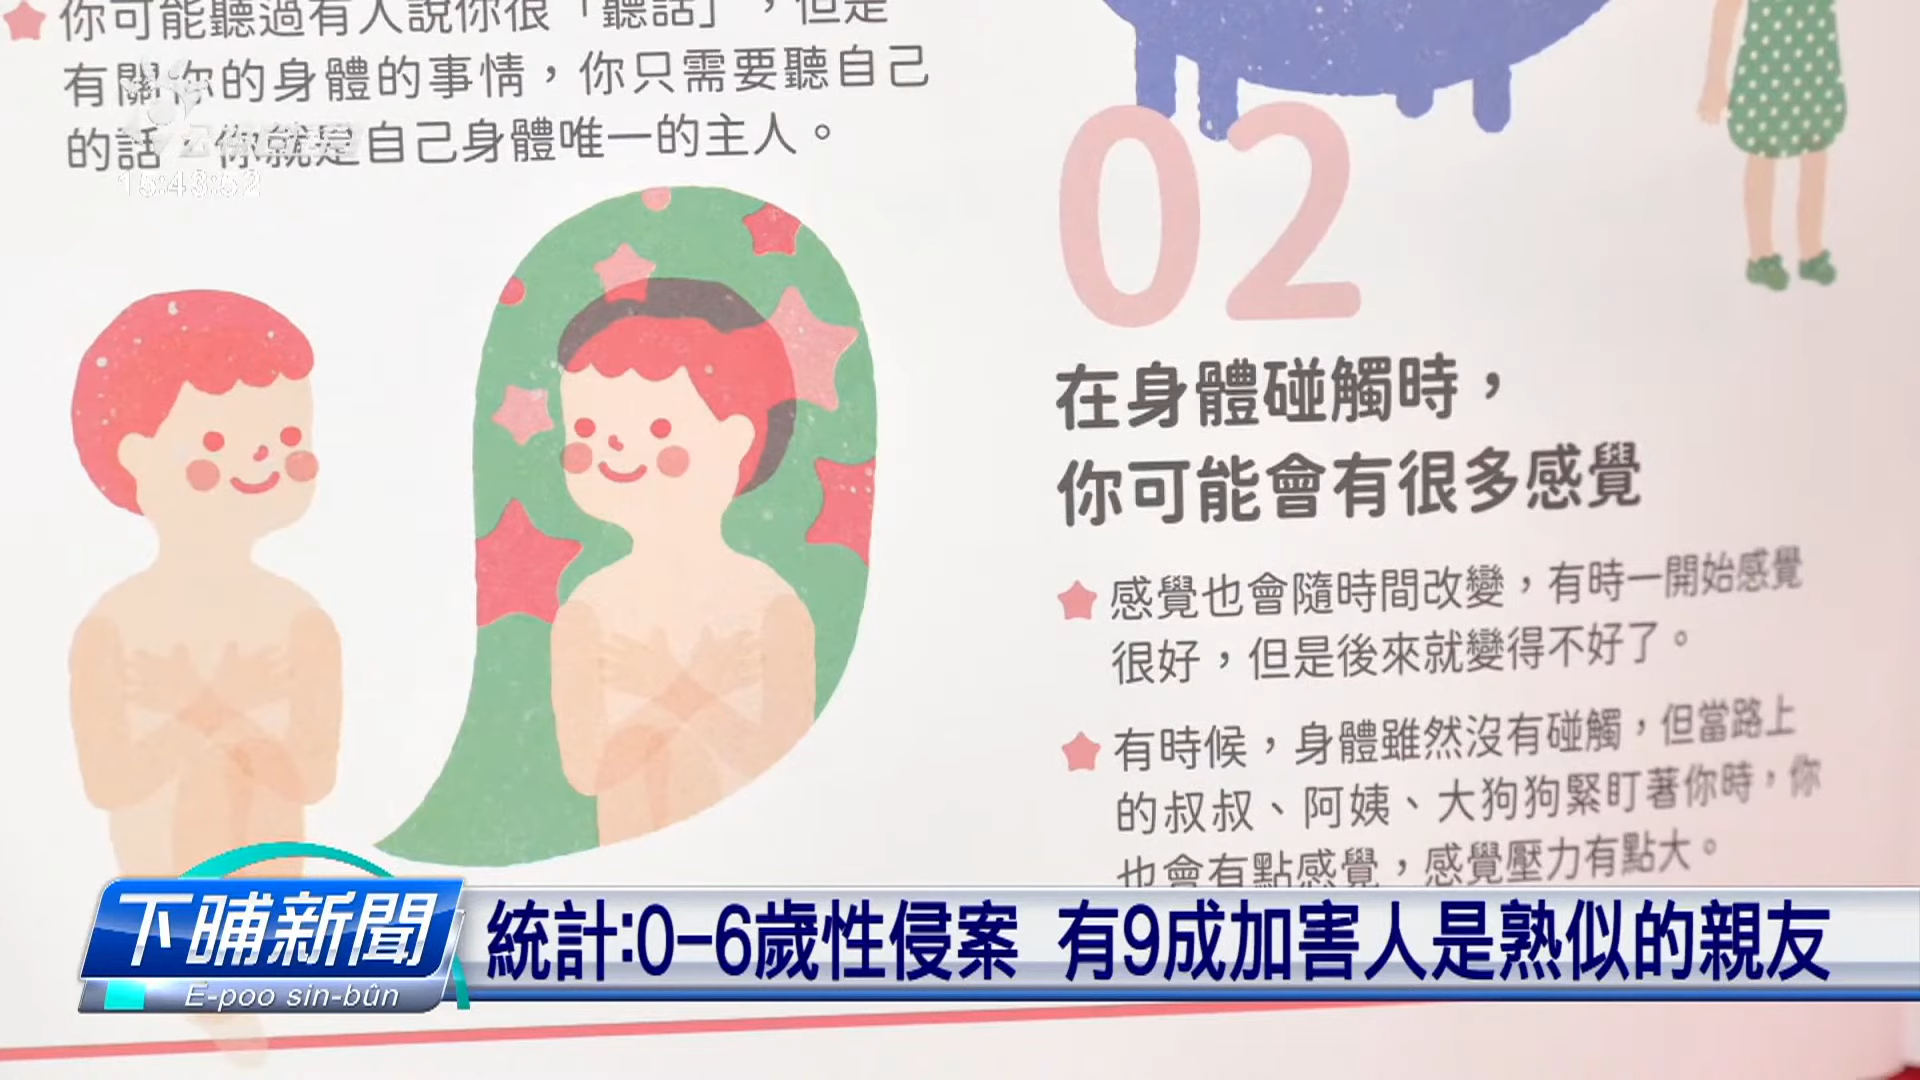 你可能聽過有人說你很「聽話」，但是
有關你的身體的事情，你只需要聽自己
的話，你就是自己身體唯一的主人。
15:43:52
02
在身體碰觸時，
你可能會有很多感覺
感覺也會隨時間改變，有時一開始感覺
很好，但是後來就變得不好了。
有時候，身體雖然沒有碰觸，但當路上
的叔叔、阿姨、大狗狗緊盯著你時，你
也會有點感覺，感覺壓力有點大。
下晡新聞
E-poo sin-bûn
統計:0-6歲性侵案 有9成加害人是熟似的親友